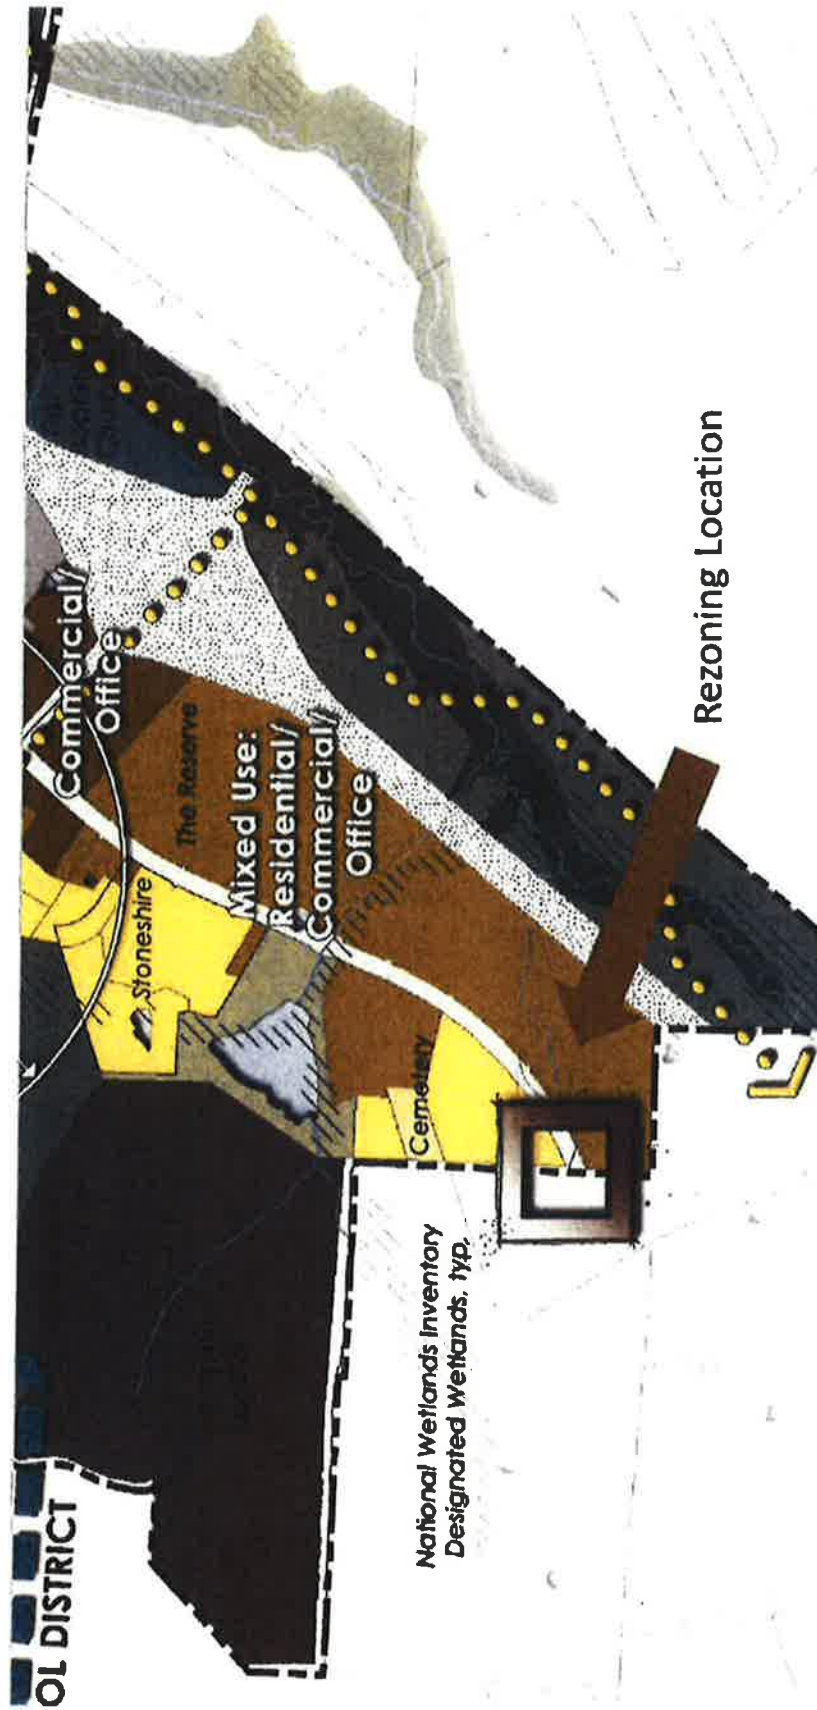 OL DISTRICT
Commercial/
Office
The Reserve
Mixed Use:
Residential/
Commercial/
Office
Stoneshire
Cemetery
National Wetlands Inventory
Designated Wetlands, typ.
Rezoning Location